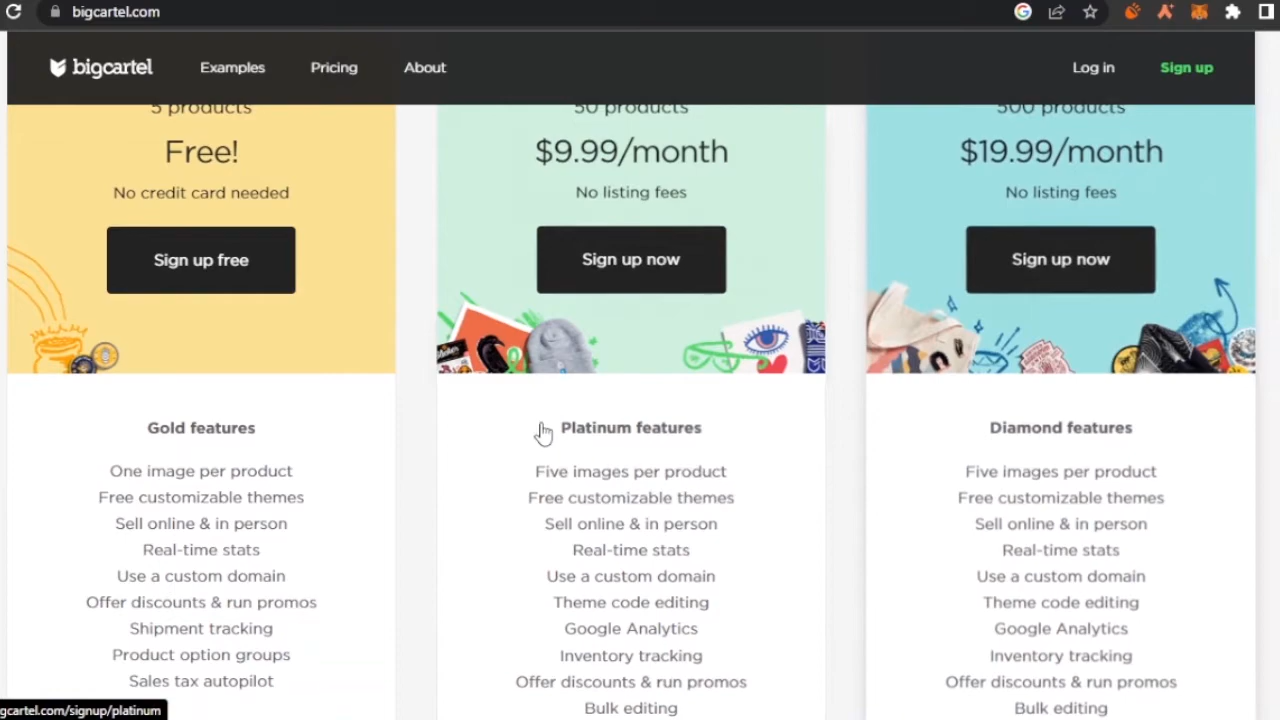 bigcartel.com
bigcartel
Examples
Pricing
About
Log in
Sign up
5 products
Free!
No credit card needed
Sign up free
Gold features
One image per product
Free customizable themes
Sell online & in person
Real-time stats
Use a custom domain
Offer discounts & run promos
Shipment tracking
Product option groups
Sales tax autopilot
50 products
$9.99/month
No listing fees
Sign up now
Platinum features
Five images per product
Free customizable themes
Sell online & in person
Real-time stats
Use a custom domain
Theme code editing
Google Analytics
Inventory tracking
Offer discounts & run promos
Bulk editing
500 products
$19.99/month
No listing fees
Sign up now
Diamond features
Five images per product
Free customizable themes
Sell online & in person
Real-time stats
Use a custom domain
Theme code editing
Google Analytics
Inventory tracking
Offer discounts & run promos
Bulk editing
gcartel.com/signup/platinum